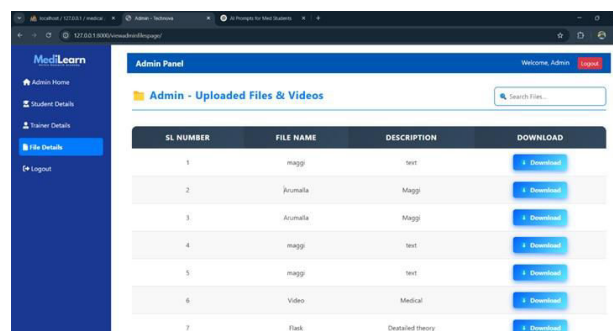 localhost / 127.0.0.1 / medical
Admin - Technova
AI Prompts for Med Students
127.0.0.1:8000/viewadminfilespage/
MediLearn
Admin Panel
Welcome, Admin
Logout
Admin Home
Student Details
Trainer Details
File Details
Logout
Admin - Uploaded Files & Videos
Search Files...
SL NUMBER FILE NAME DESCRIPTION DOWNLOAD
1 maggi text Download
2 Arumalla Maggi Download
3 Arumalla Maggi Download
4 maggi text Download
5 maggi text Download
6 Video Medical Download
7 Flask Deatailed theory Download